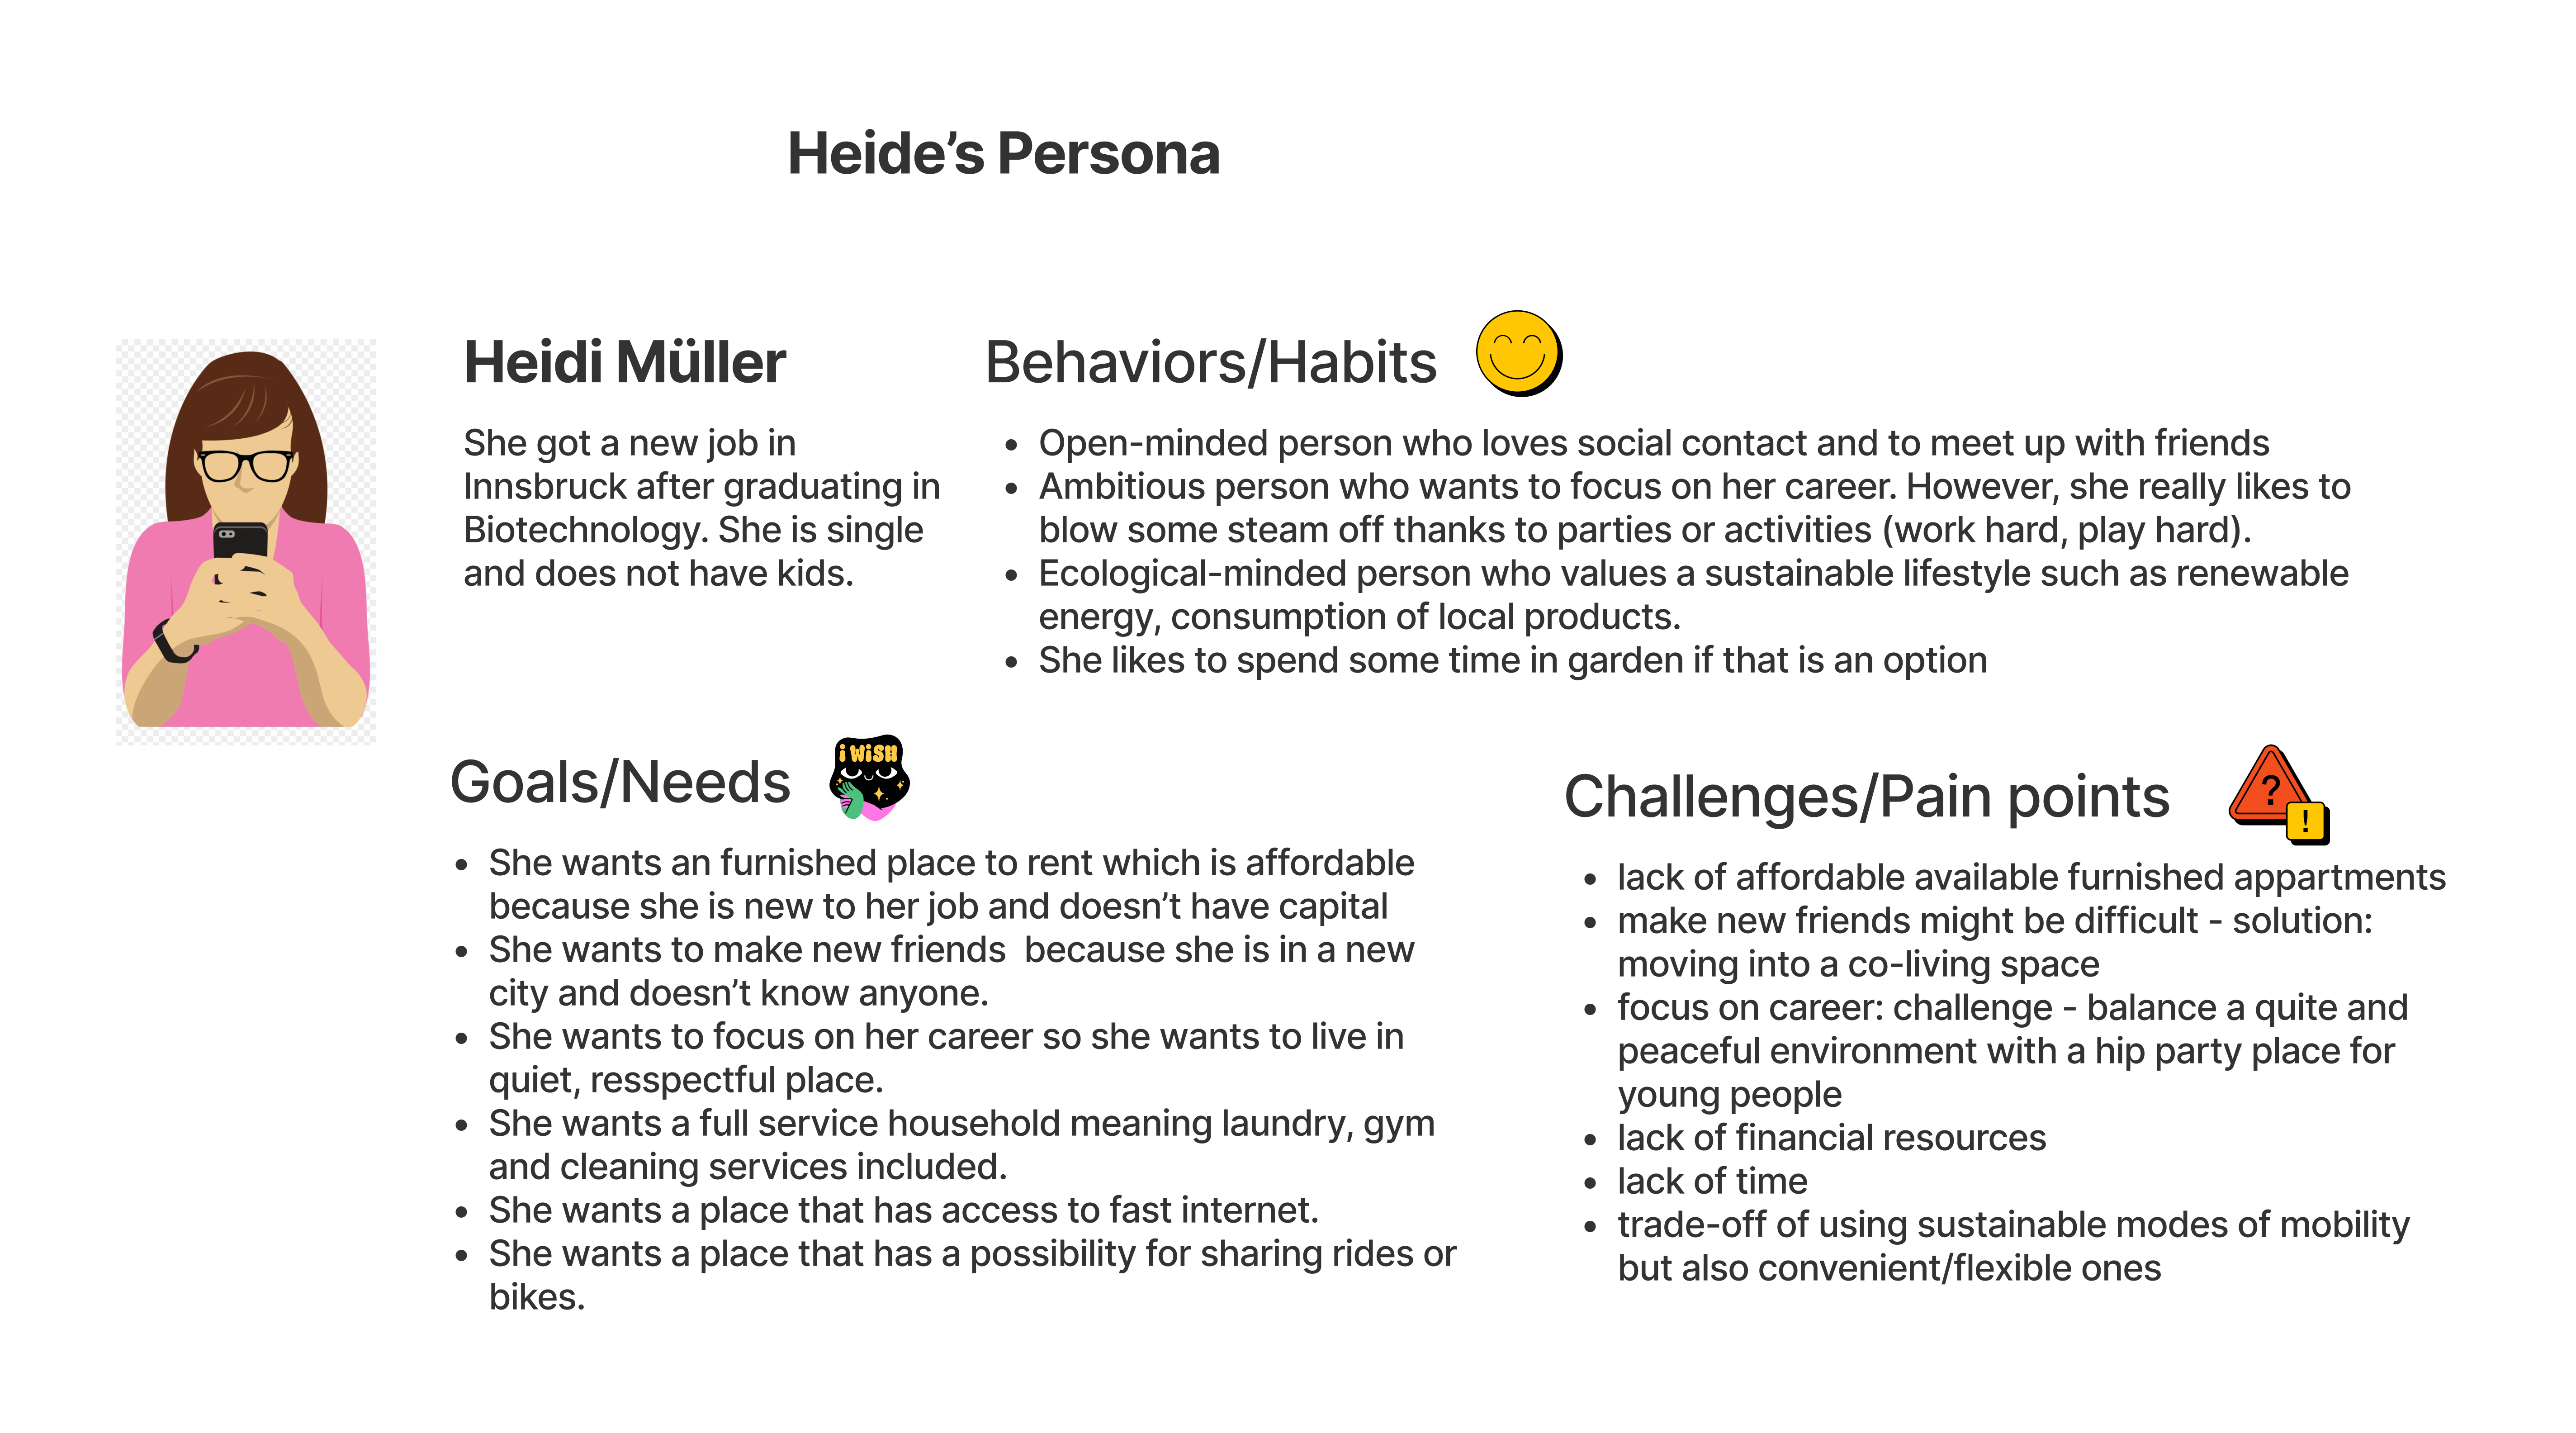 Heide’s Persona
Heidi Müller
She got a new job in
Innsbruck after graduating in
Biotechnology. She is single
and does not have kids.
Behaviors/Habits
• Open-minded person who loves social contact and to meet up with friends
• Ambitious person who wants to focus on her career. However, she really likes to
blow some steam off thanks to parties or activities (work hard, play hard).
• Ecological-minded person who values a sustainable lifestyle such as renewable
energy, consumption of local products.
• She likes to spend some time in garden if that is an option
Goals/Needs
i WiSH
• She wants an furnished place to rent which is affordable
because she is new to her job and doesn’t have capital
• She wants to make new friends  because she is in a new
city and doesn’t know anyone.
• She wants to focus on her career so she wants to live in
quiet, resspectful place.
• She wants a full service household meaning laundry, gym
and cleaning services included.
• She wants a place that has access to fast internet.
• She wants a place that has a possibility for sharing rides or
bikes.
Challenges/Pain points
?
!
• lack of affordable available furnished appartments
• make new friends might be difficult - solution:
moving into a co-living space
• focus on career: challenge - balance a quite and
peaceful environment with a hip party place for
young people
• lack of financial resources
• lack of time
• trade-off of using sustainable modes of mobility
but also convenient/flexible ones